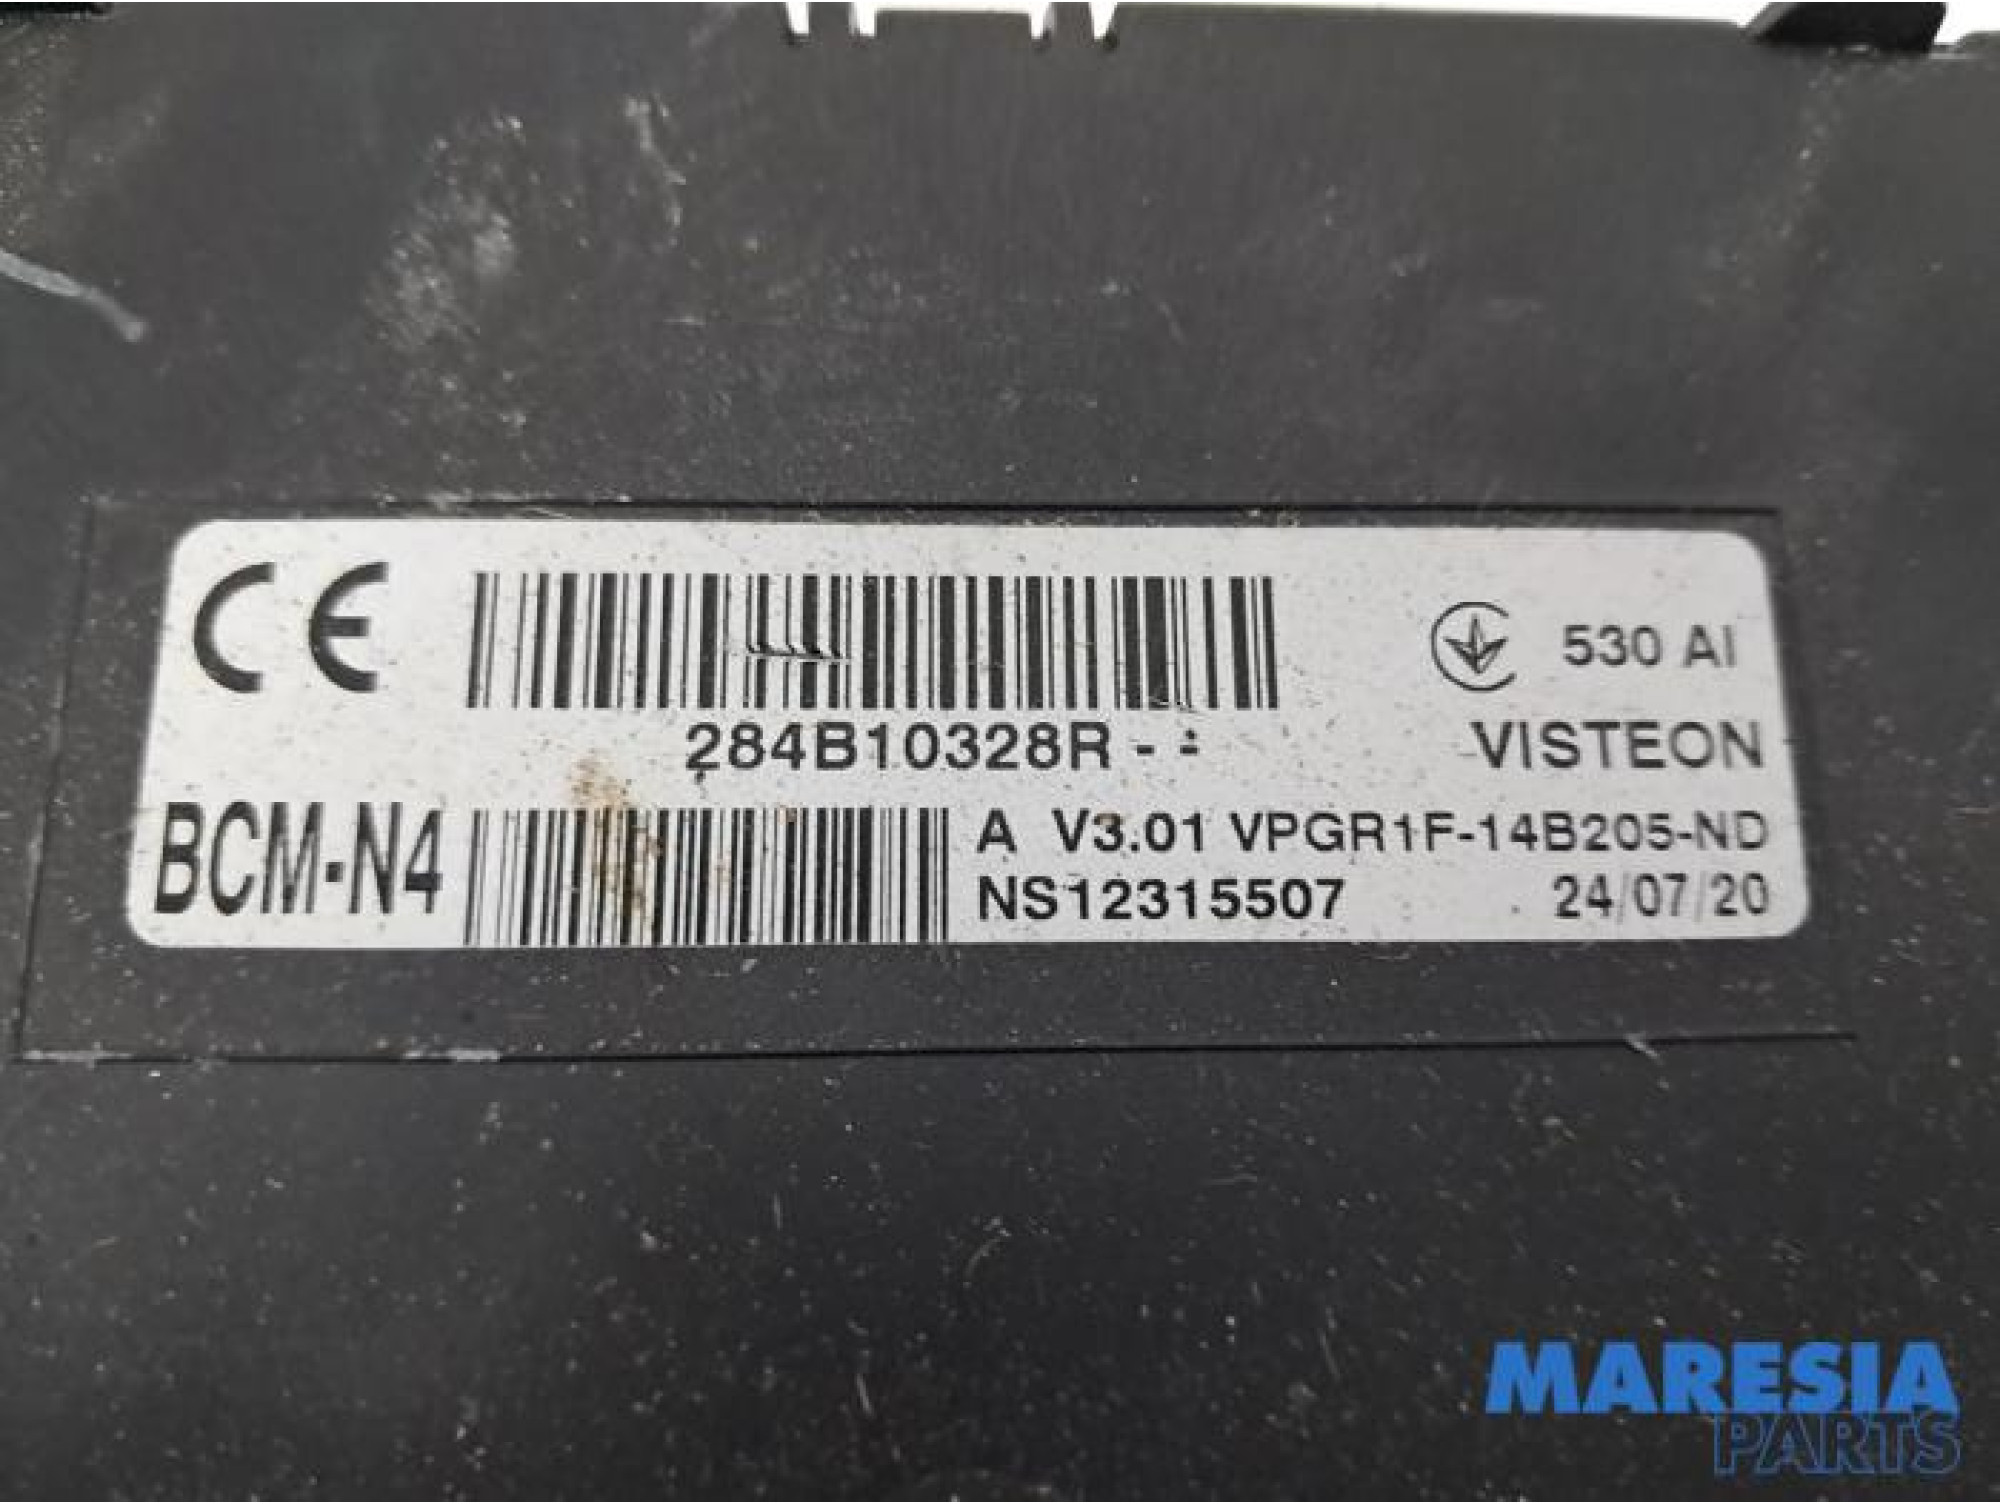 CE
530 AI
284B10328R - -
VISTEON
BCM-N4
A V3.01 VPGR1F-14B205-ND
NS12315507 24/07/20
MARESIA
PARTS